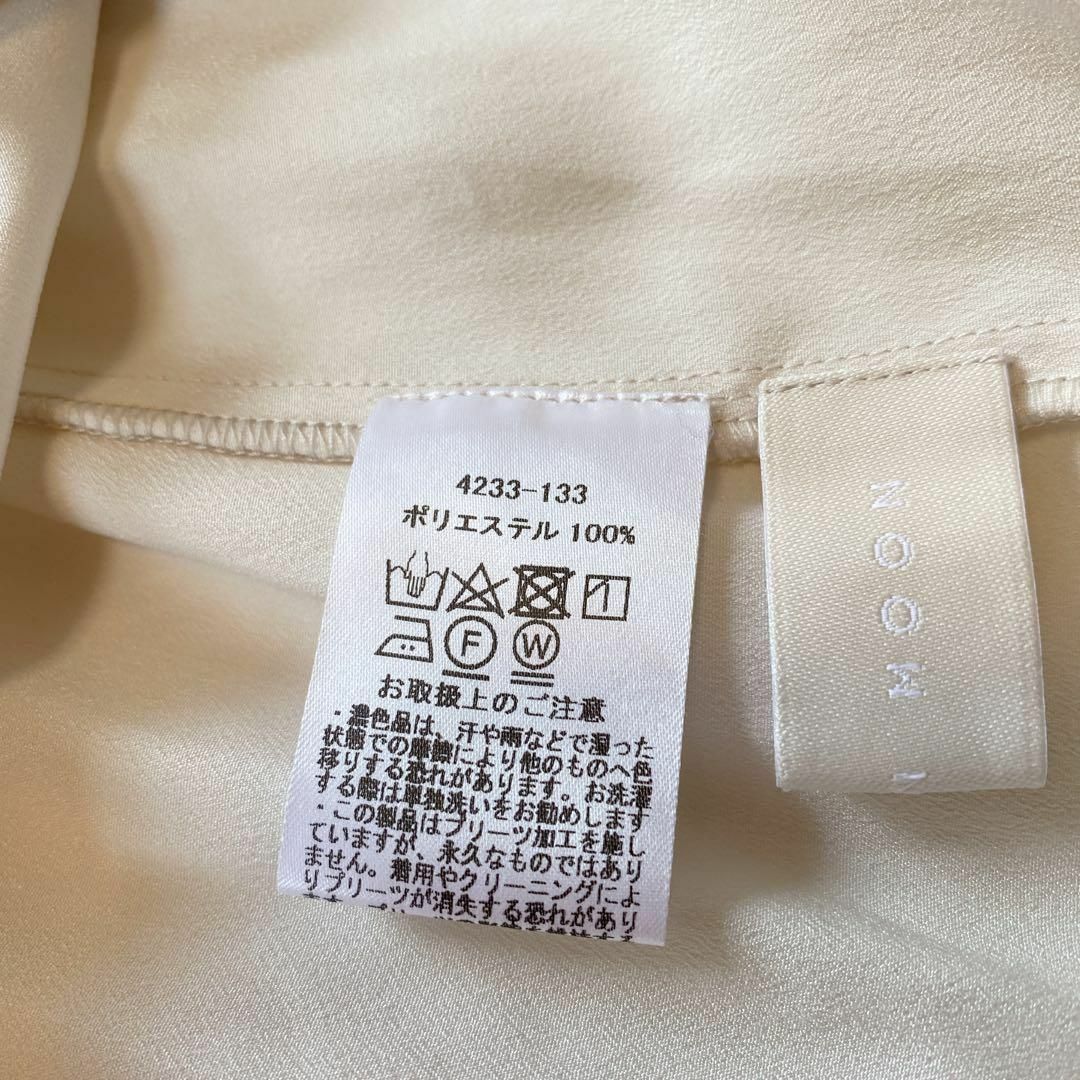 4233-133
ポリエステル 100%
F
W
お取扱上のご注意
・濃色品は、汗や雨などで湿った
状態での摩擦により他のものへ色
移りする恐れがあります。お洗濯
する際は単独洗いをお勧めします
・この製品はプリーツ加工を施し
ていますが、永久なものではあり
ません。着用やクリーニングによ
りプリーツが消失する恐れがあり
NOOM